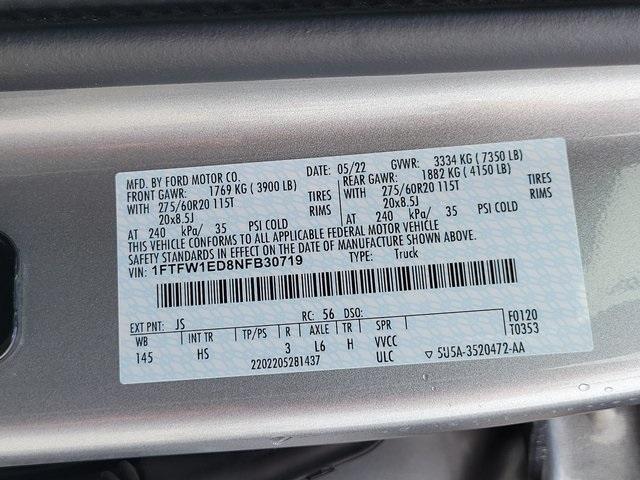 MFD. BY FORD MOTOR CO. DATE: 05/22 GVWR: 3334 KG ( 7350 LB)
FRONT GAWR: 1769 KG ( 3900 LB) REAR GAWR: 1882 KG ( 4150 LB)
WITH 275/60R20 115T TIRES WITH 275/60R20 115T TIRES
20x8.5J RIMS 20x8.5J RIMS
AT 240 kPa/ 35 PSI COLD AT 240 kPa/ 35 PSI COLD
THIS VEHICLE CONFORMS TO ALL APPLICABLE FEDERAL MOTOR VEHICLE
SAFETY STANDARDS IN EFFECT ON THE DATE OF MANUFACTURE SHOWN ABOVE.
VIN: 1FTFW1ED8NFB30719 TYPE: Truck
EXT PNT: JS RC: 56 DSO: F0120
WB INT TR TP/PS R AXLE TR SPR T0353
145 HS 3 L6 H VVCC
2202205281437 ULC ▽ 5U5A-3520472-AA